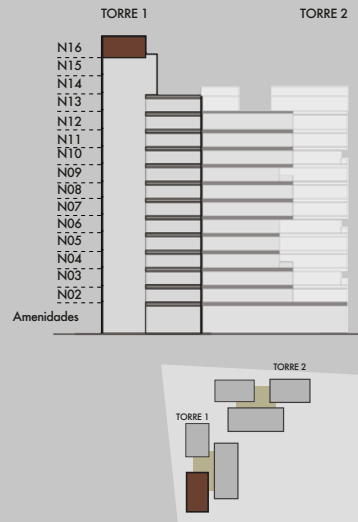 TORRE 1
TORRE 2
N16
N15
N14
N13
N12
N11
N10
N09
N08
N07
N06
N05
N04
N03
N02
Amenidades
TORRE 2
TORRE 1